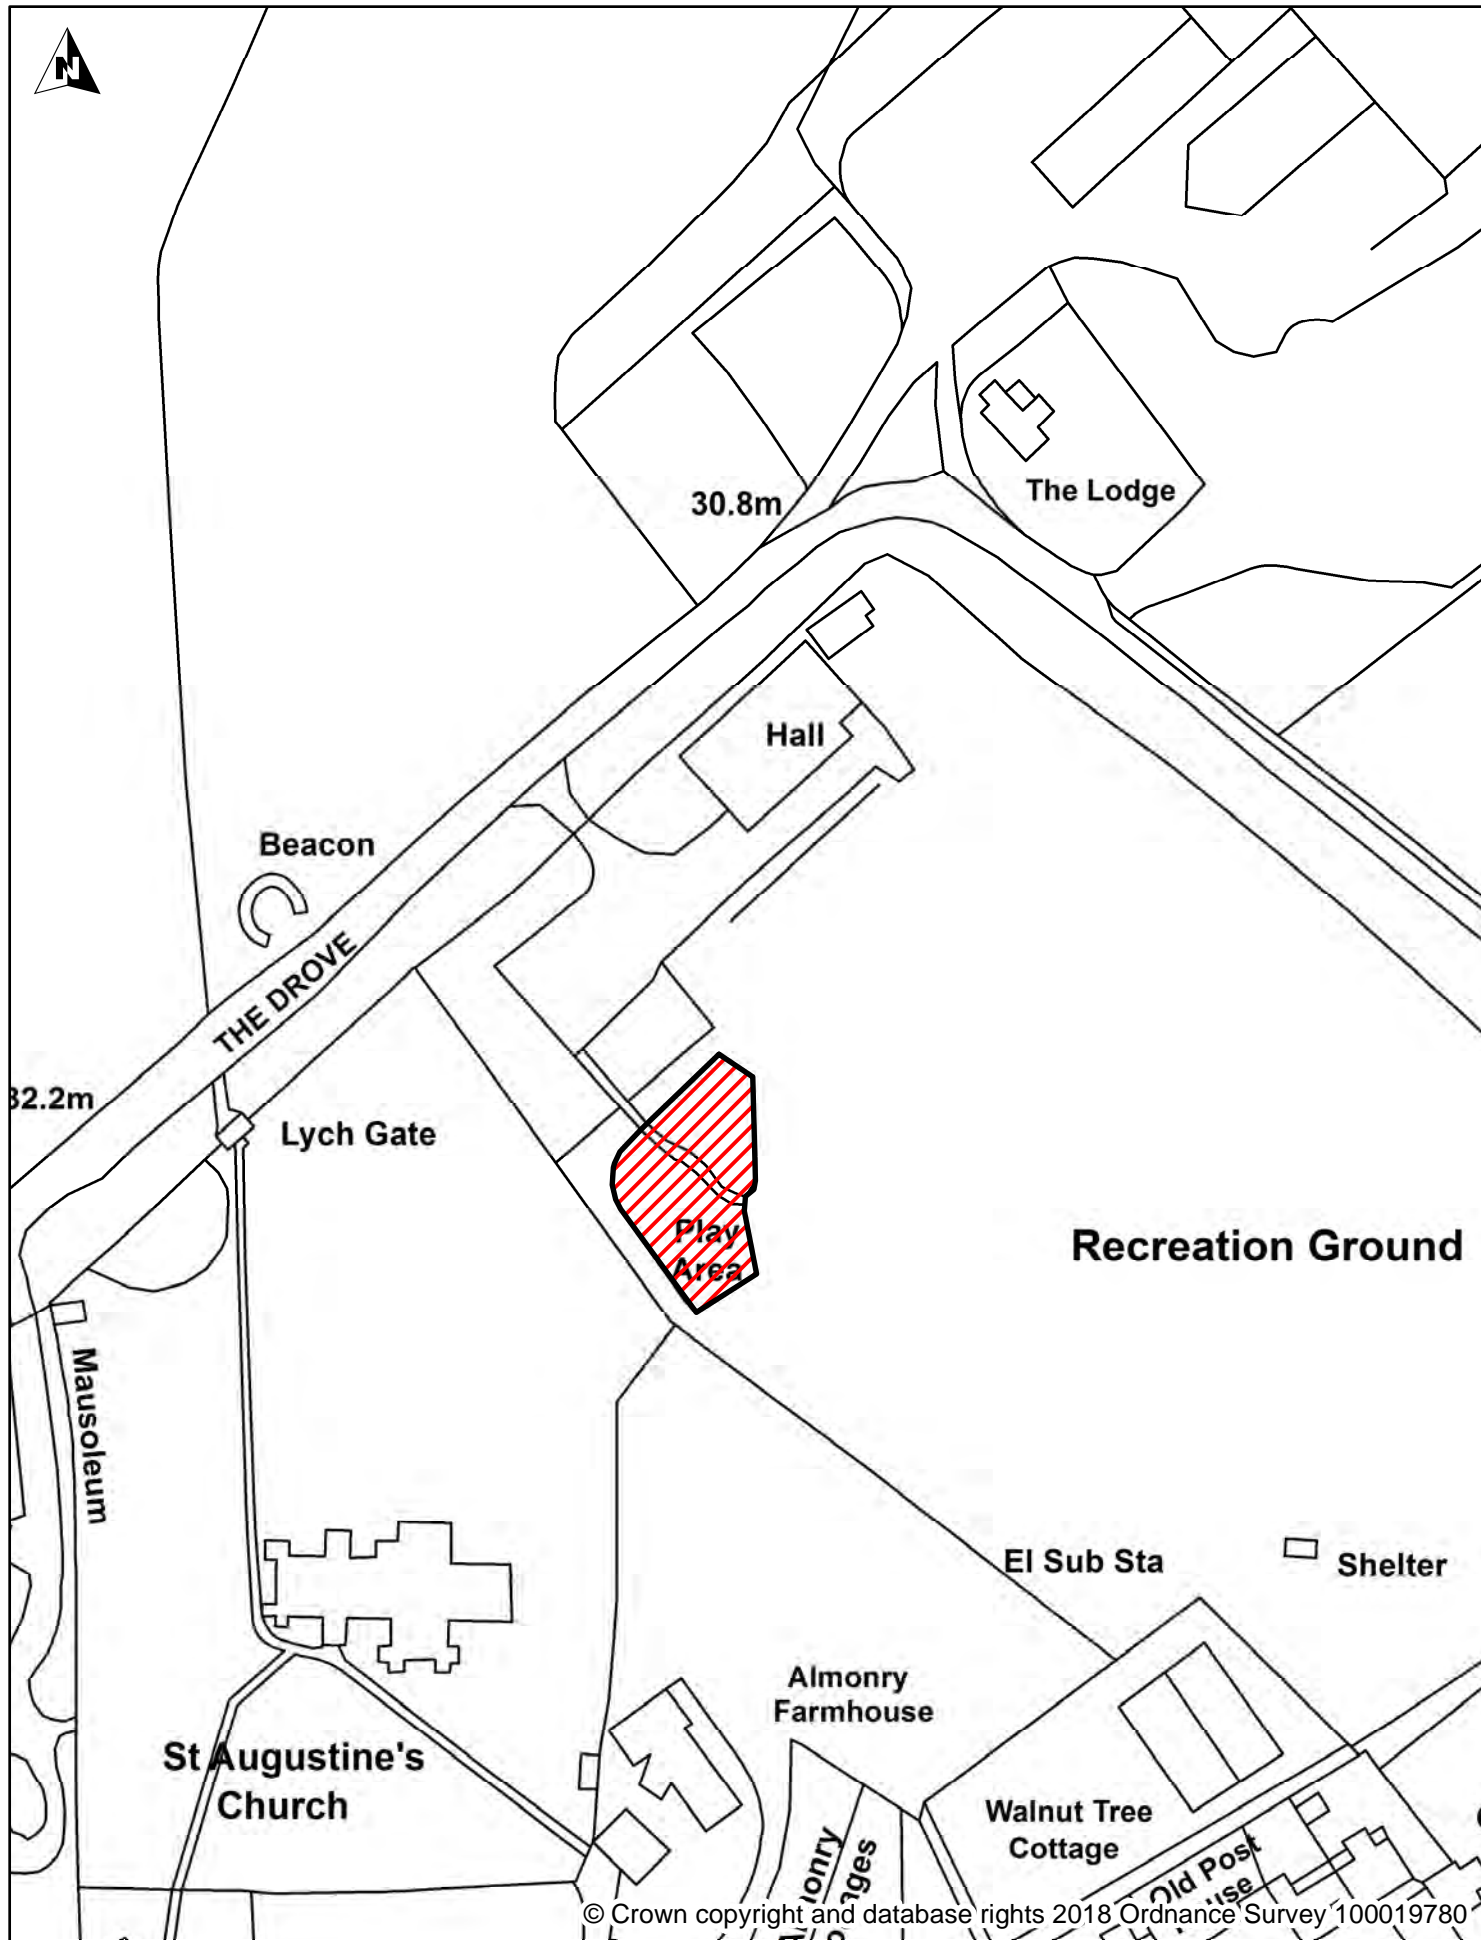 N
The Lodge
30.8m
Hall
Beacon
THE DROVE
32.2m
Lych Gate
Play
Area
Recreation Ground
Mausoleum
El Sub Sta
Shelter
Almonry
Farmhouse
St Augustine's
Church
Walnut Tree
Cottage
Old Post
© Crown copyright and database rights 2018 Ordnance Survey 100019780